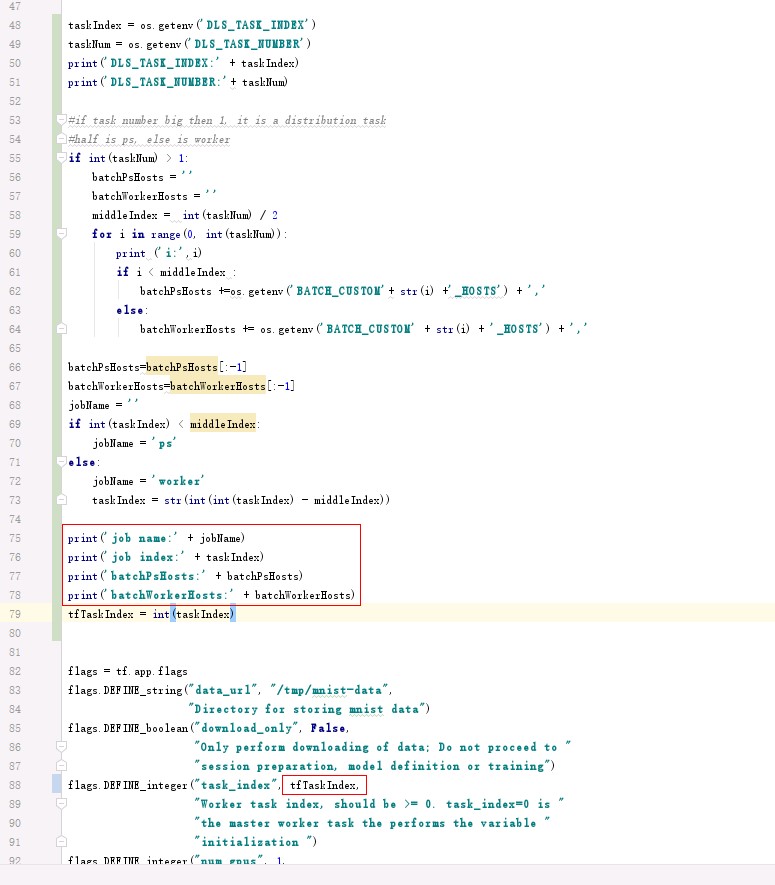 47
48 taskIndex = os.getenv('DLS_TASK_INDEX')
49 taskNum = os.getenv('DLS_TASK_NUMBER')
50 print('DLS_TASK_INDEX:' + taskIndex)
51 print('DLS_TASK_NUMBER:'+ taskNum)
52
53 #if task number big then 1, it is a distribution task
54 #half is ps, else is worker
55 if int(taskNum) > 1:
56 batchPsHosts = ''
57 batchWorkerHosts = ''
58 middleIndex = int(taskNum) / 2
59 for i in range(0, int(taskNum)):
60 print ('i:',i)
61 if i < middleIndex :
62 batchPsHosts +=os.getenv('BATCH_CUSTOM'+ str(i) +'_HOSTS') + ','
63 else:
64 batchWorkerHosts += os.getenv('BATCH_CUSTOM' + str(i) + '_HOSTS') + ','
65
66 batchPsHosts=batchPsHosts[:-1]
67 batchWorkerHosts=batchWorkerHosts[:-1]
68 jobName = ''
69 if int(taskIndex) < middleIndex:
70 jobName = 'ps'
71 else:
72 jobName = 'worker'
73 taskIndex = str(int(int(taskIndex) - middleIndex))
74
75 print('job name:' + jobName)
76 print('job index:' + taskIndex)
77 print('batchPsHosts:' + batchPsHosts)
78 print('batchWorkerHosts:' + batchWorkerHosts)
79 tfTaskIndex = int(taskIndex)
80
81
82 flags = tf.app.flags
83 flags.DEFINE_string("data_url", "/tmp/mnist-data",
84 "Directory for storing mnist data")
85 flags.DEFINE_boolean("download_only", False,
86 "Only perform downloading of data; Do not proceed to "
87 "session preparation, model definition or training")
88 flags.DEFINE_integer("task_index", tfTaskIndex,
89 "Worker task index, should be >= 0. task_index=0 is "
90 "the master worker task the performs the variable "
91 "initialization ")
92 flags.DEFINE_integer("num_gpus", 1,